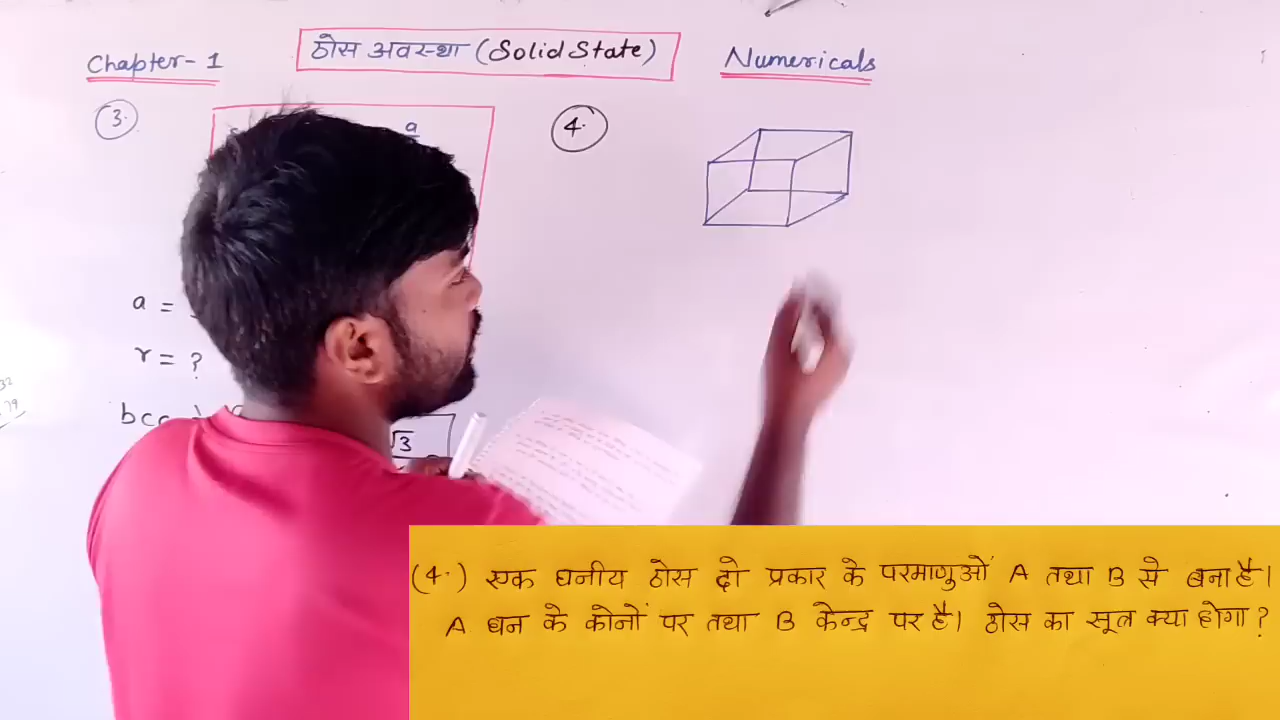 Chapter-1
ठोस अवस्था (Solid State)
Numericals
3.
a
4.
a =
r = ?
bcc
√3
(4.) एक घनीय ठोस दो प्रकार के परमाणुओं A तथा B से बना है।
A घन के कोनों पर तथा B केन्द्र पर है। ठोस का सूत्र क्या होगा ?